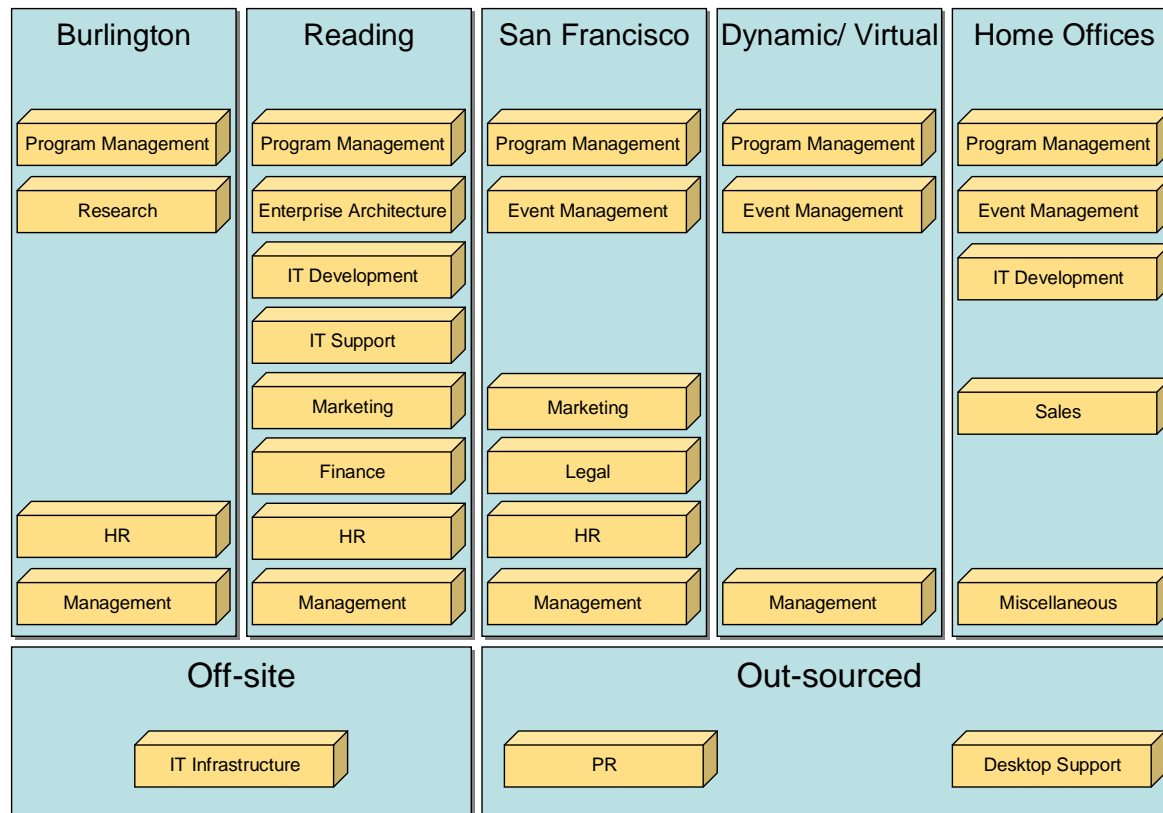 Burlington
Program Management
Research
HR
Management
Reading
Program Management
Enterprise Architecture
IT Development
IT Support
Marketing
Finance
HR
Management
San Francisco
Program Management
Event Management
Marketing
Legal
HR
Management
Dynamic/ Virtual
Program Management
Event Management
Management
Home Offices
Program Management
Event Management
IT Development
Sales
Miscellaneous
Off-site
IT Infrastructure
Out-sourced
PR
Desktop Support